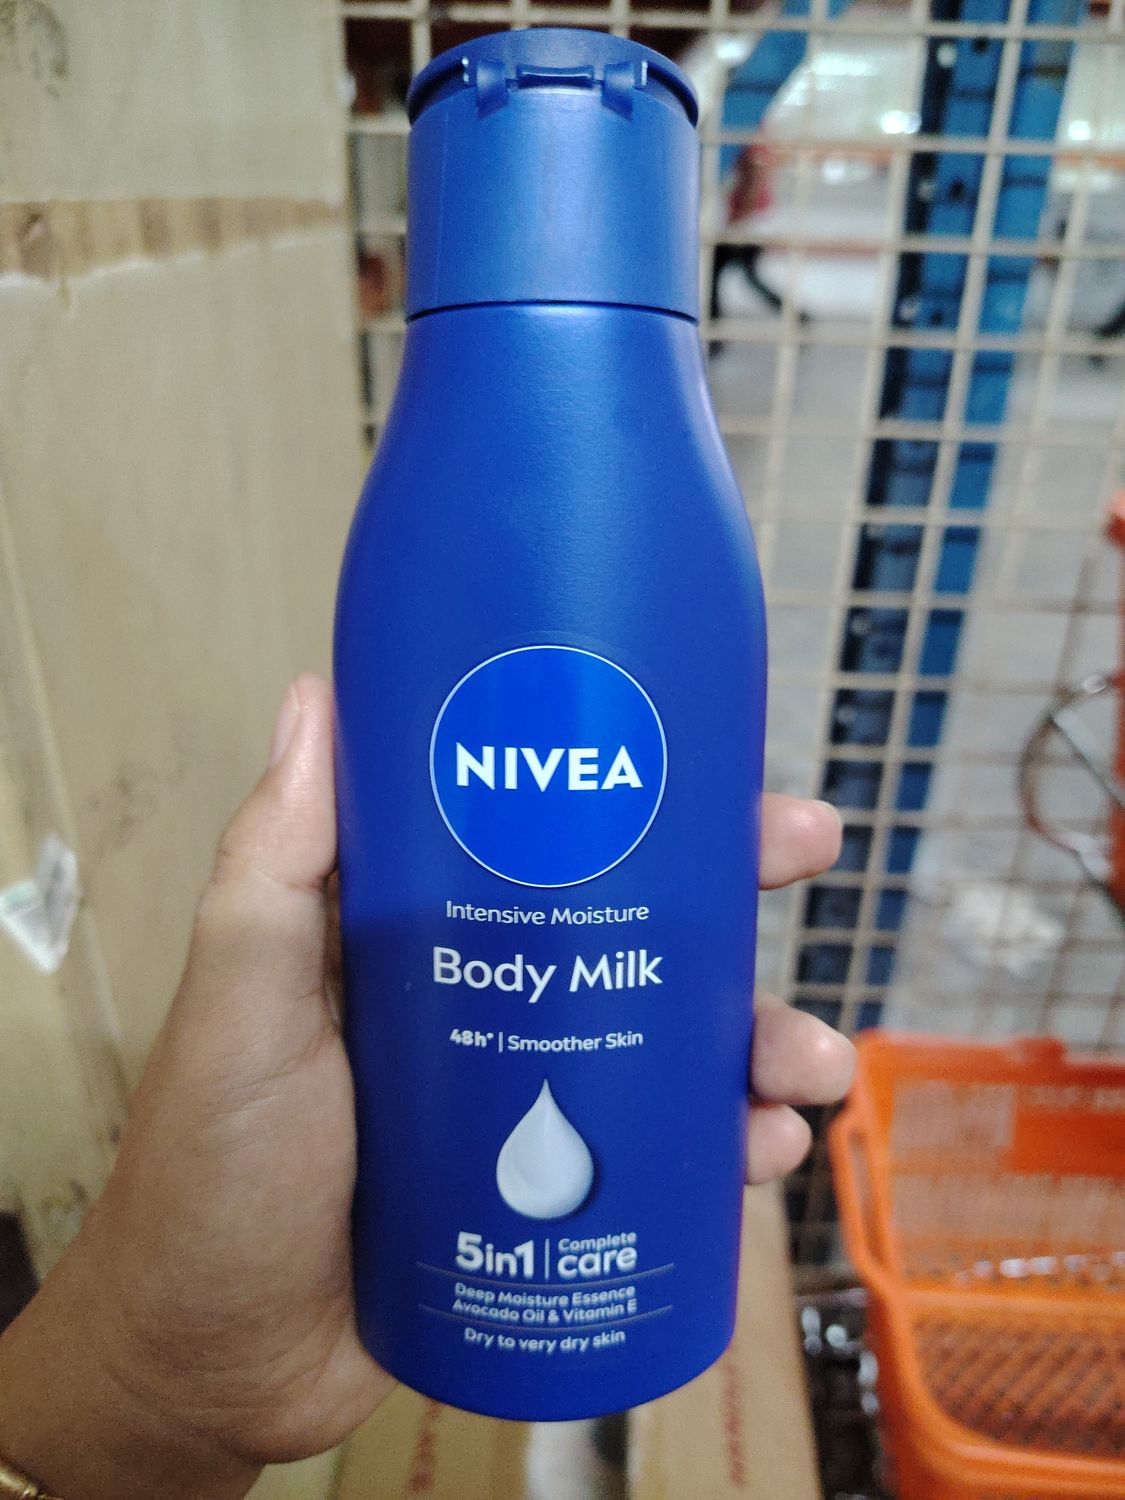 NIVEA
Intensive Moisture
Body Milk
48h* | Smoother Skin
5in1 | Complete care
Deep Moisture Essence
Avocado Oil & Vitamin E
Dry to very dry skin